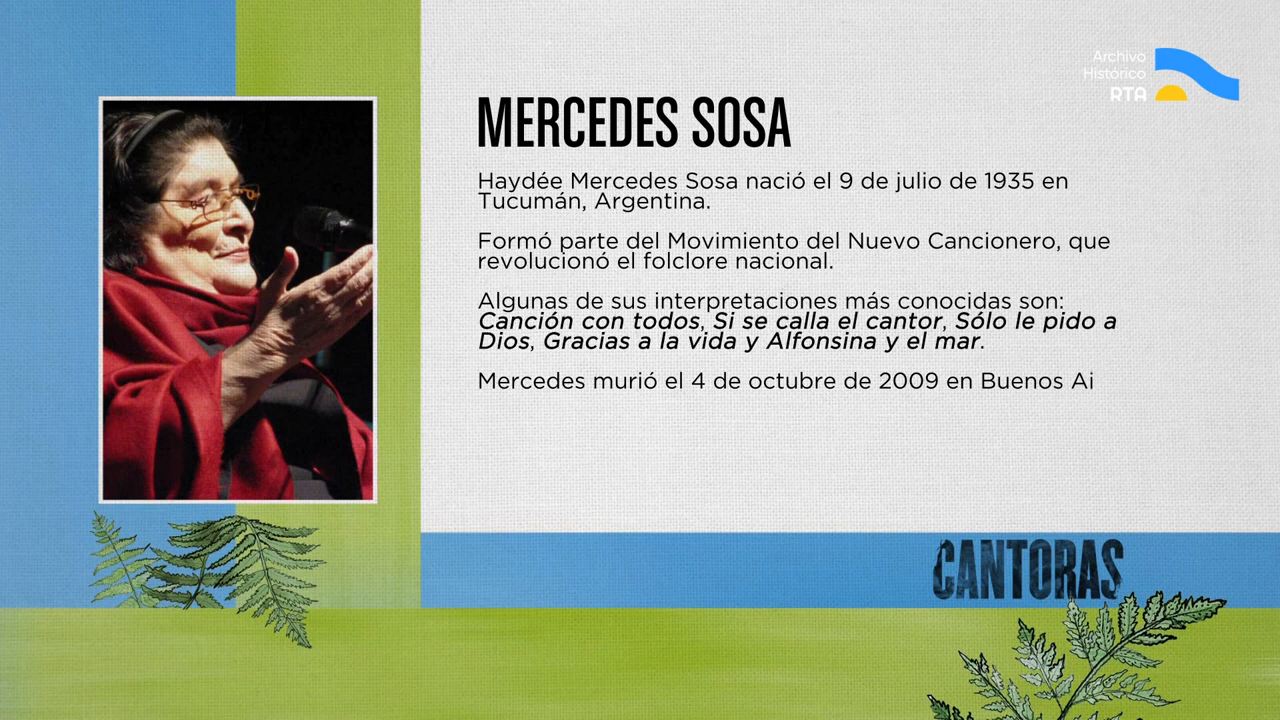 Archivo
Histórico
RTA
MERCEDES SOSA
Haydée Mercedes Sosa nació el 9 de julio de 1935 en
Tucumán, Argentina.
Formó parte del Movimiento del Nuevo Cancionero, que
revolucionó el folclore nacional.
Algunas de sus interpretaciones más conocidas son:
Canción con todos, Si se calla el cantor, Sólo le pido a
Dios, Gracias a la vida y Alfonsina y el mar.
Mercedes murió el 4 de octubre de 2009 en Buenos Ai
CANTORAS